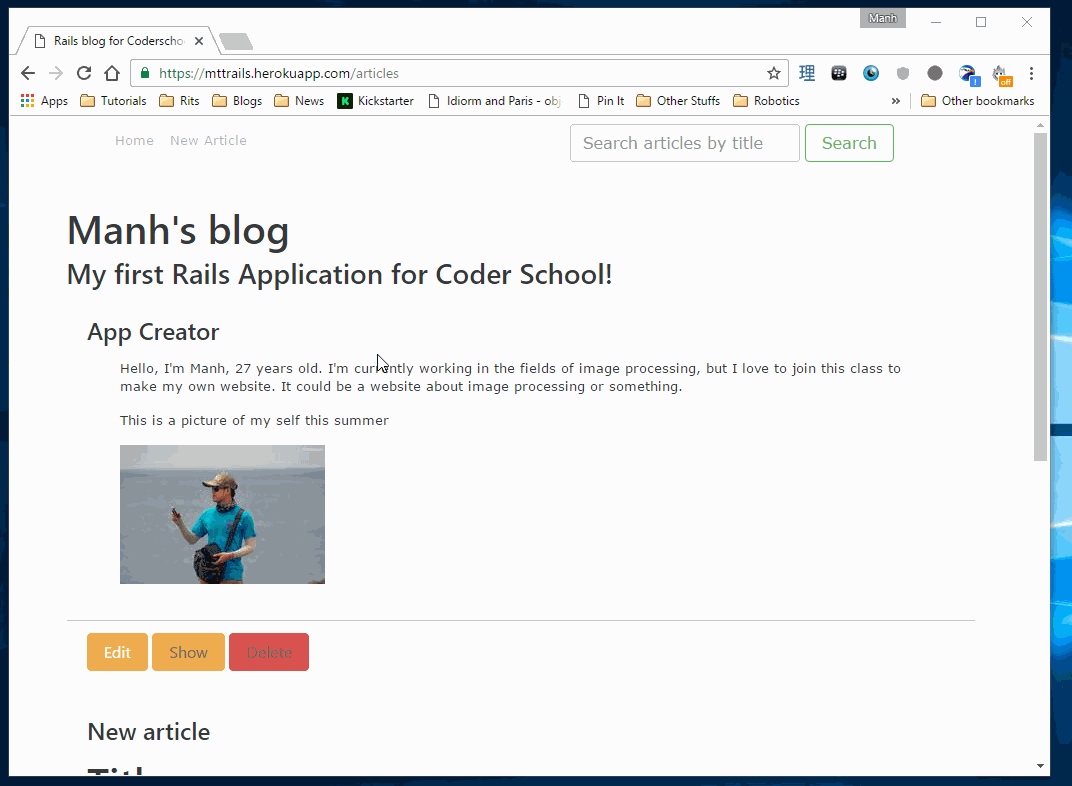 Manh
Rails blog for Coderscho
https://mttrails.herokuapp.com/articles
理
!
off
Apps Tutorials Rits Blogs News K Kickstarter Idiorm and Paris - obj Pin It Other Stuffs Robotics » Other bookmarks
Home New Article Search articles by title Search
Manh's blog
My first Rails Application for Coder School!
App Creator
Hello, I'm Manh, 27 years old. I'm currently working in the fields of image processing, but I love to join this class to
make my own website. It could be a website about image processing or something.
This is a picture of my self this summer
Edit Show Delete
New article